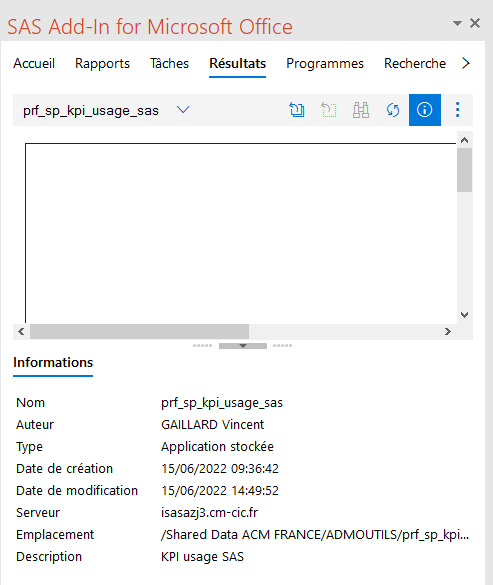 SAS Add-In for Microsoft Office
Accueil Rapports Tâches Résultats Programmes Recherche
prf_sp_kpi_usage_sas
Informations
Nom prf_sp_kpi_usage_sas
Auteur GAILLARD Vincent
Type Application stockée
Date de création 15/06/2022 09:36:42
Date de modification 15/06/2022 14:49:52
Serveur isasazj3.cm-cic.fr
Emplacement /Shared Data ACM FRANCE/ADMOUTILS/prf_sp_kpi...
Description KPI usage SAS